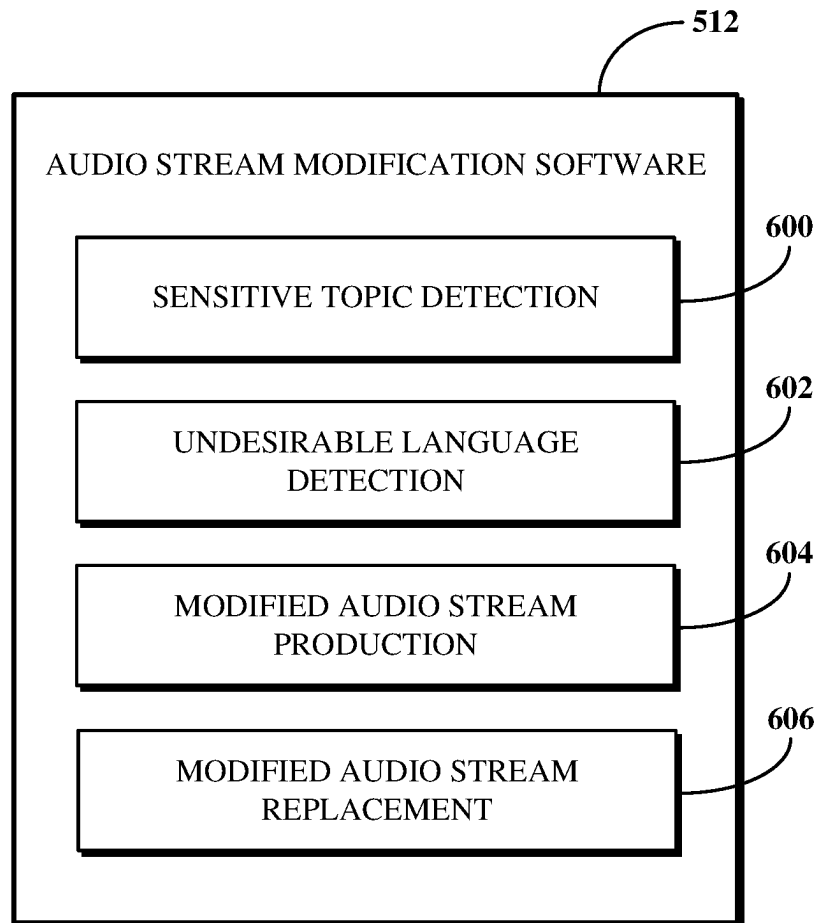 512
AUDIO STREAM MODIFICATION SOFTWARE
600
SENSITIVE TOPIC DETECTION
602
UNDESIRABLE LANGUAGE
DETECTION
604
MODIFIED AUDIO STREAM
PRODUCTION
606
MODIFIED AUDIO STREAM
REPLACEMENT